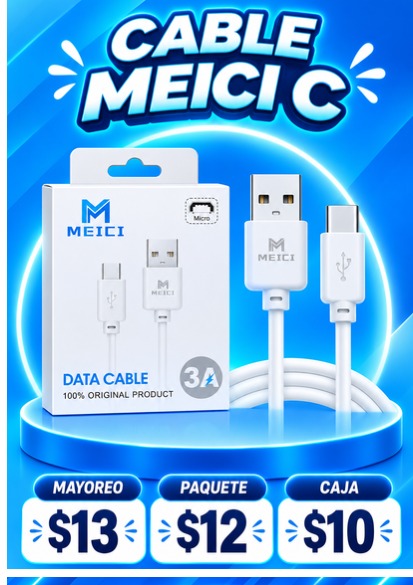 CABLE
MEICI C
MEICI
Micro
MEICI
DATA CABLE
3A
100% ORIGINAL PRODUCT
MEICI
MAYOREO
$13
PAQUETE
$12
CAJA
$10